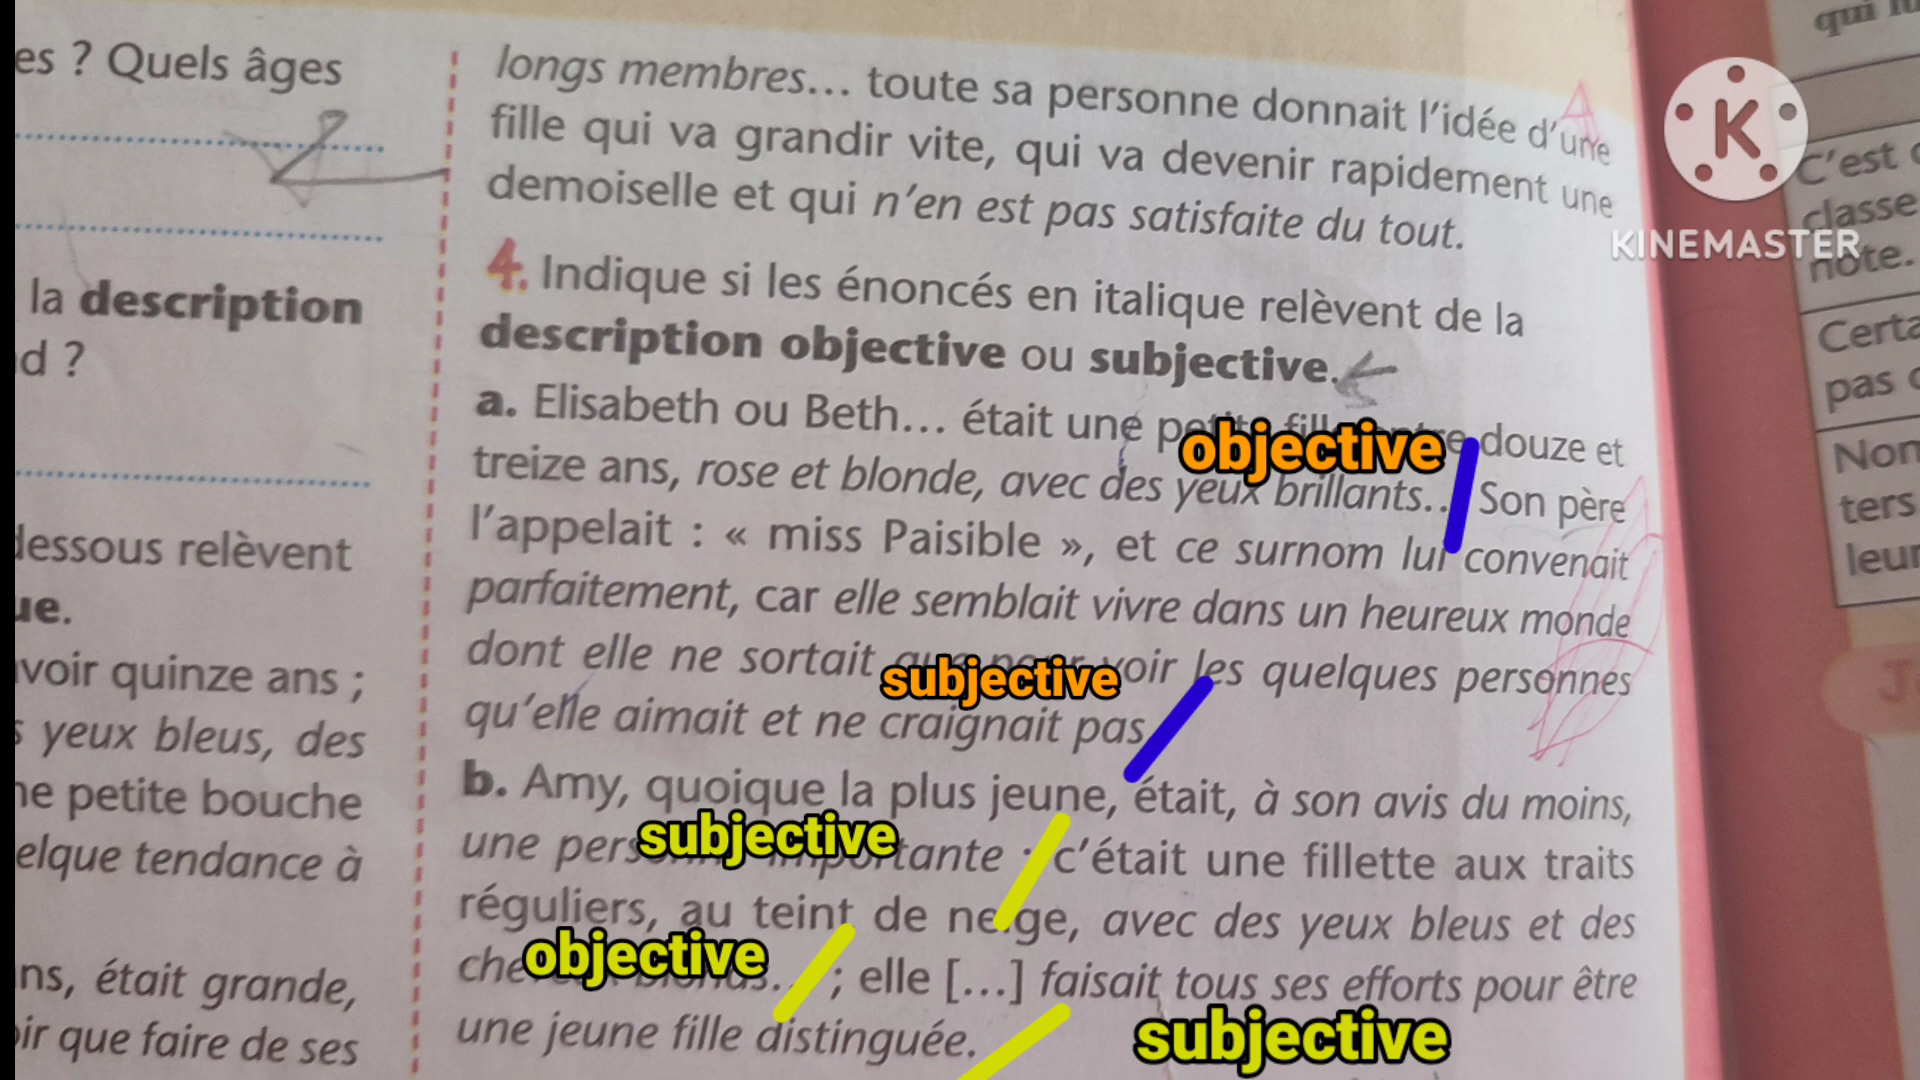 es ? Quels âges
la description
d ?
dessous relèvent
ue.
voir quinze ans ;
s yeux bleus, des
ne petite bouche
elque tendance à
ns, était grande,
oir que faire de ses
longs membres... toute sa personne donnait l'idée d'une
fille qui va grandir vite, qui va devenir rapidement une
demoiselle et qui n'en est pas satisfaite du tout.
4. Indique si les énoncés en italique relèvent de la
description objective ou subjective.
a. Elisabeth ou Beth... était une douze et
objective
treize ans, rose et blonde, avec des yeux brillants... Son père
l'appelait : « miss Paisible », et ce surnom lui convenait
parfaitement, car elle semblait vivre dans un heureux monde
dont elle ne sortait voir les quelques personnes
subjective
qu'elle aimait et ne craignait pas
b. Amy, quoique la plus jeune, était, à son avis du moins,
une c'était une fillette aux traits
subjective
réguliers, au teint de neige, avec des yeux bleus et des
; elle [...] faisait tous ses efforts pour être
objective
une jeune fille distinguée.
subjective
KINEMASTER
qui
C'est
classe
note.
Certa
pas
Non
ters
leur